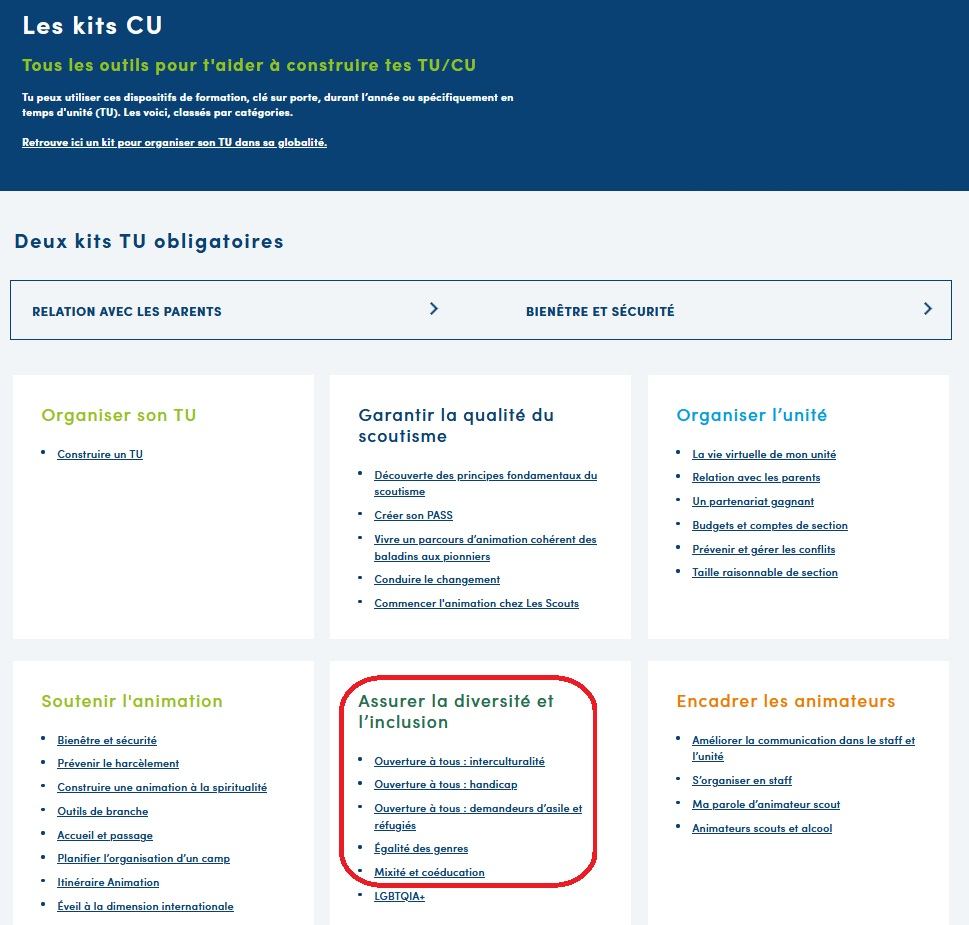 Les kits CU
Tous les outils pour t'aider à construire tes TU/CU
Tu peux utiliser ces dispositifs de formation, clé sur porte, durant l’année ou spécifiquement en
temps d'unité (TU). Les voici, classés par catégories.
Retrouve ici un kit pour organiser son TU dans sa globalité.
Deux kits TU obligatoires
RELATION AVEC LES PARENTS
BIENÊTRE ET SÉCURITÉ
Organiser son TU
Construire un TU
Garantir la qualité du
scoutisme
Découverte des principes fondamentaux du
scoutisme
Créer son PASS
Vivre un parcours d’animation cohérent des
baladins aux pionniers
Conduire le changement
Commencer l'animation chez Les Scouts
Organiser l’unité
La vie virtuelle de mon unité
Relation avec les parents
Un partenariat gagnant
Budgets et comptes de section
Prévenir et gérer les conflits
Taille raisonnable de section
Soutenir l'animation
Bienêtre et sécurité
Prévenir le harcèlement
Construire une animation à la spiritualité
Outils de branche
Accueil et passage
Planifier l’organisation d’un camp
Itinéraire Animation
Éveil à la dimension internationale
Assurer la diversité et
l’inclusion
Ouverture à tous : interculturalité
Ouverture à tous : handicap
Ouverture à tous : demandeurs d’asile et
réfugiés
Égalité des genres
Mixité et coéducation
LGBTQIA+
Encadrer les animateurs
Améliorer la communication dans le staff et
l’unité
S’organiser en staff
Ma parole d’animateur scout
Animateurs scouts et alcool